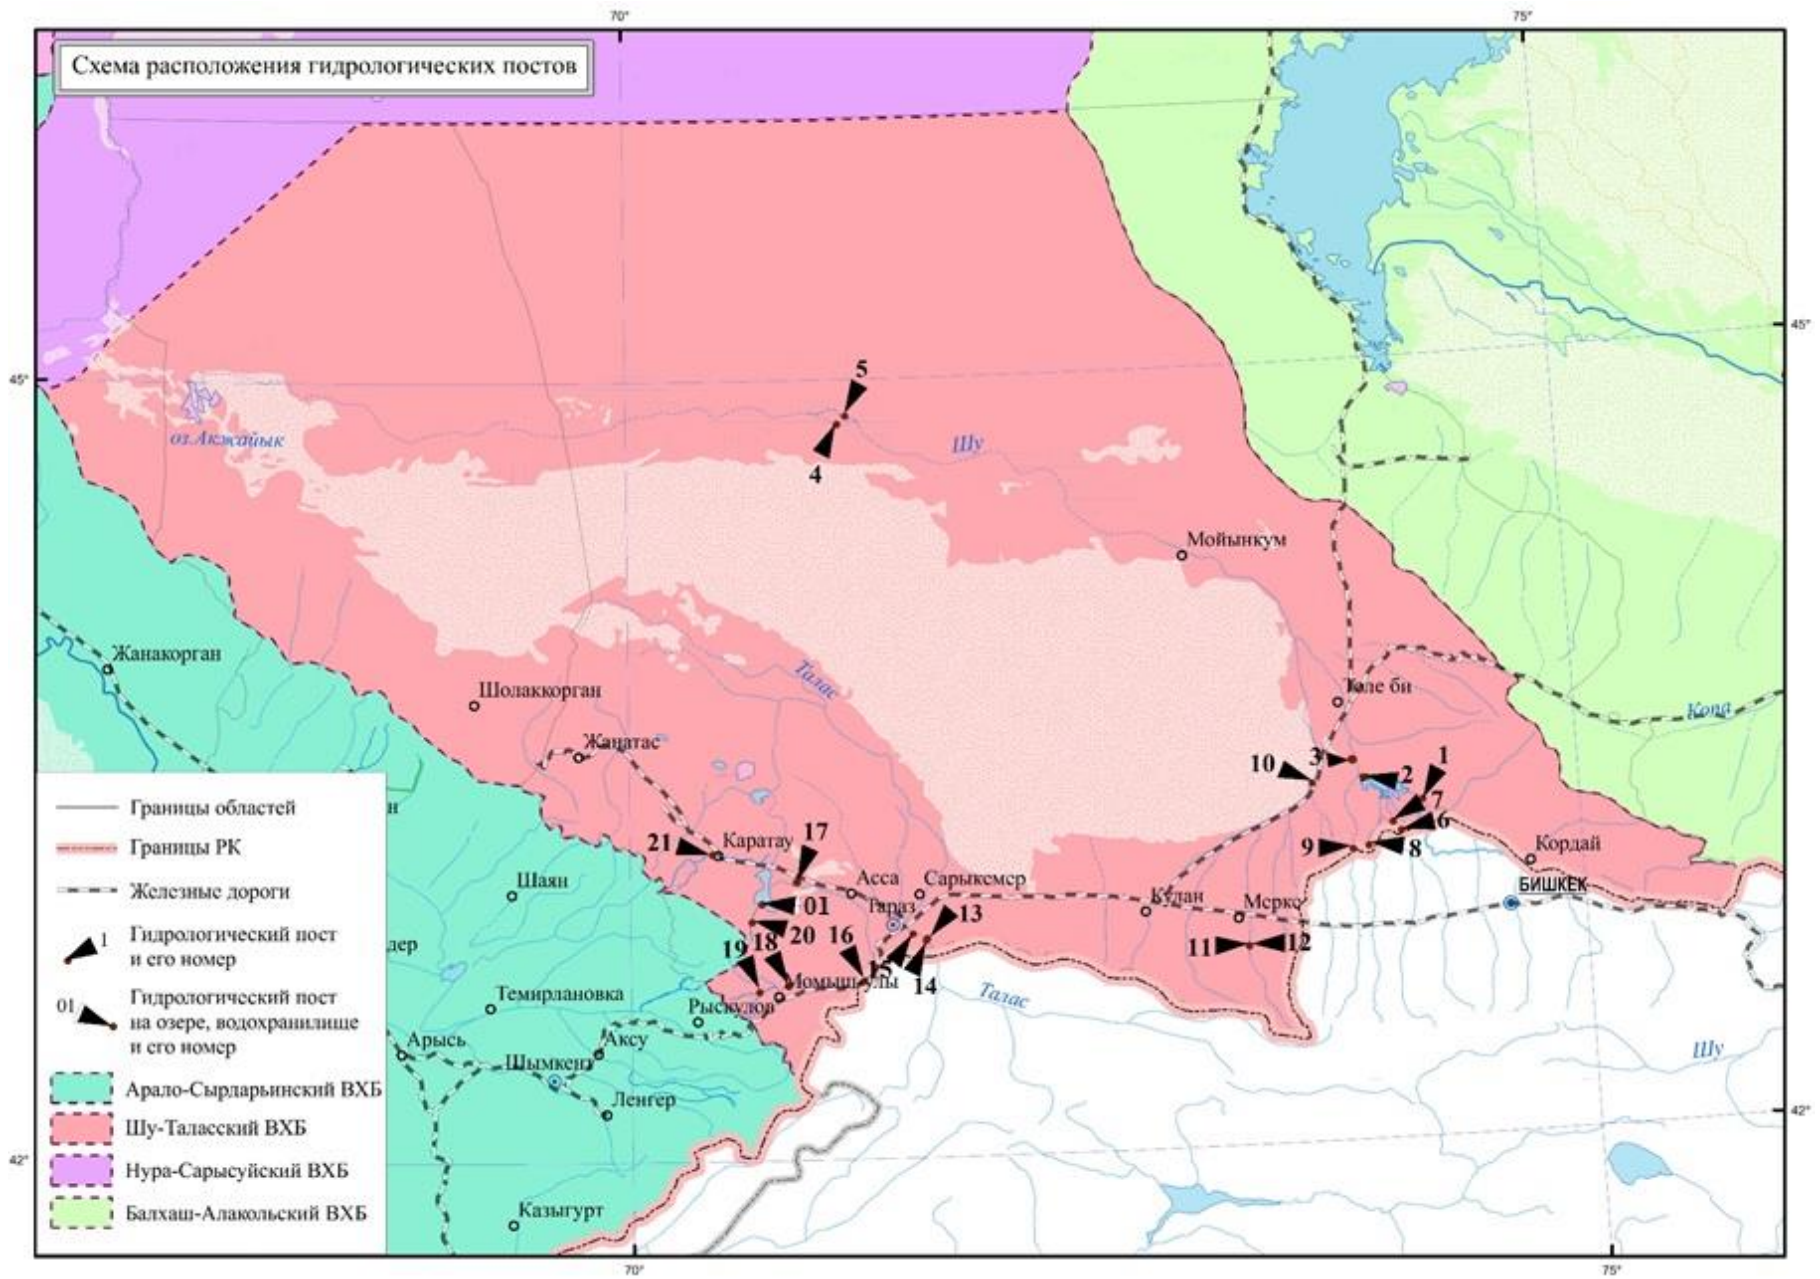 70°
75°
Схема расположения гидрологических постов
45°
5
45°
оз.Акжайык
Шу
4
Мойынкум
Жанакорган
Талас
Шолаккорган
Толе би
Копа
Жанатас
10
3
2
1
7
6
21
Каратау
17
9
8
Кордай
Шаян
Асса
Сарыкемер
БИШКЕК
01
Тараз
Кулан
Мерке
13
19
18
20
16
11
12
15
14
Момышулы
дер
Темирлановка
Рыскулов
Талас
Арысь
Аксу
Шымкент
Шу
Ленгер
42°
42°
Казыгурт
н
Границы областей
Границы РК
Железные дороги
1
Гидрологический пост
и его номер
01
Гидрологический пост
на озере, водохранилище
и его номер
Арало-Сырдарьинский ВХБ
Шу-Таласский ВХБ
Нура-Сарысуйский ВХБ
Балхаш-Алакольский ВХБ
70°
75°